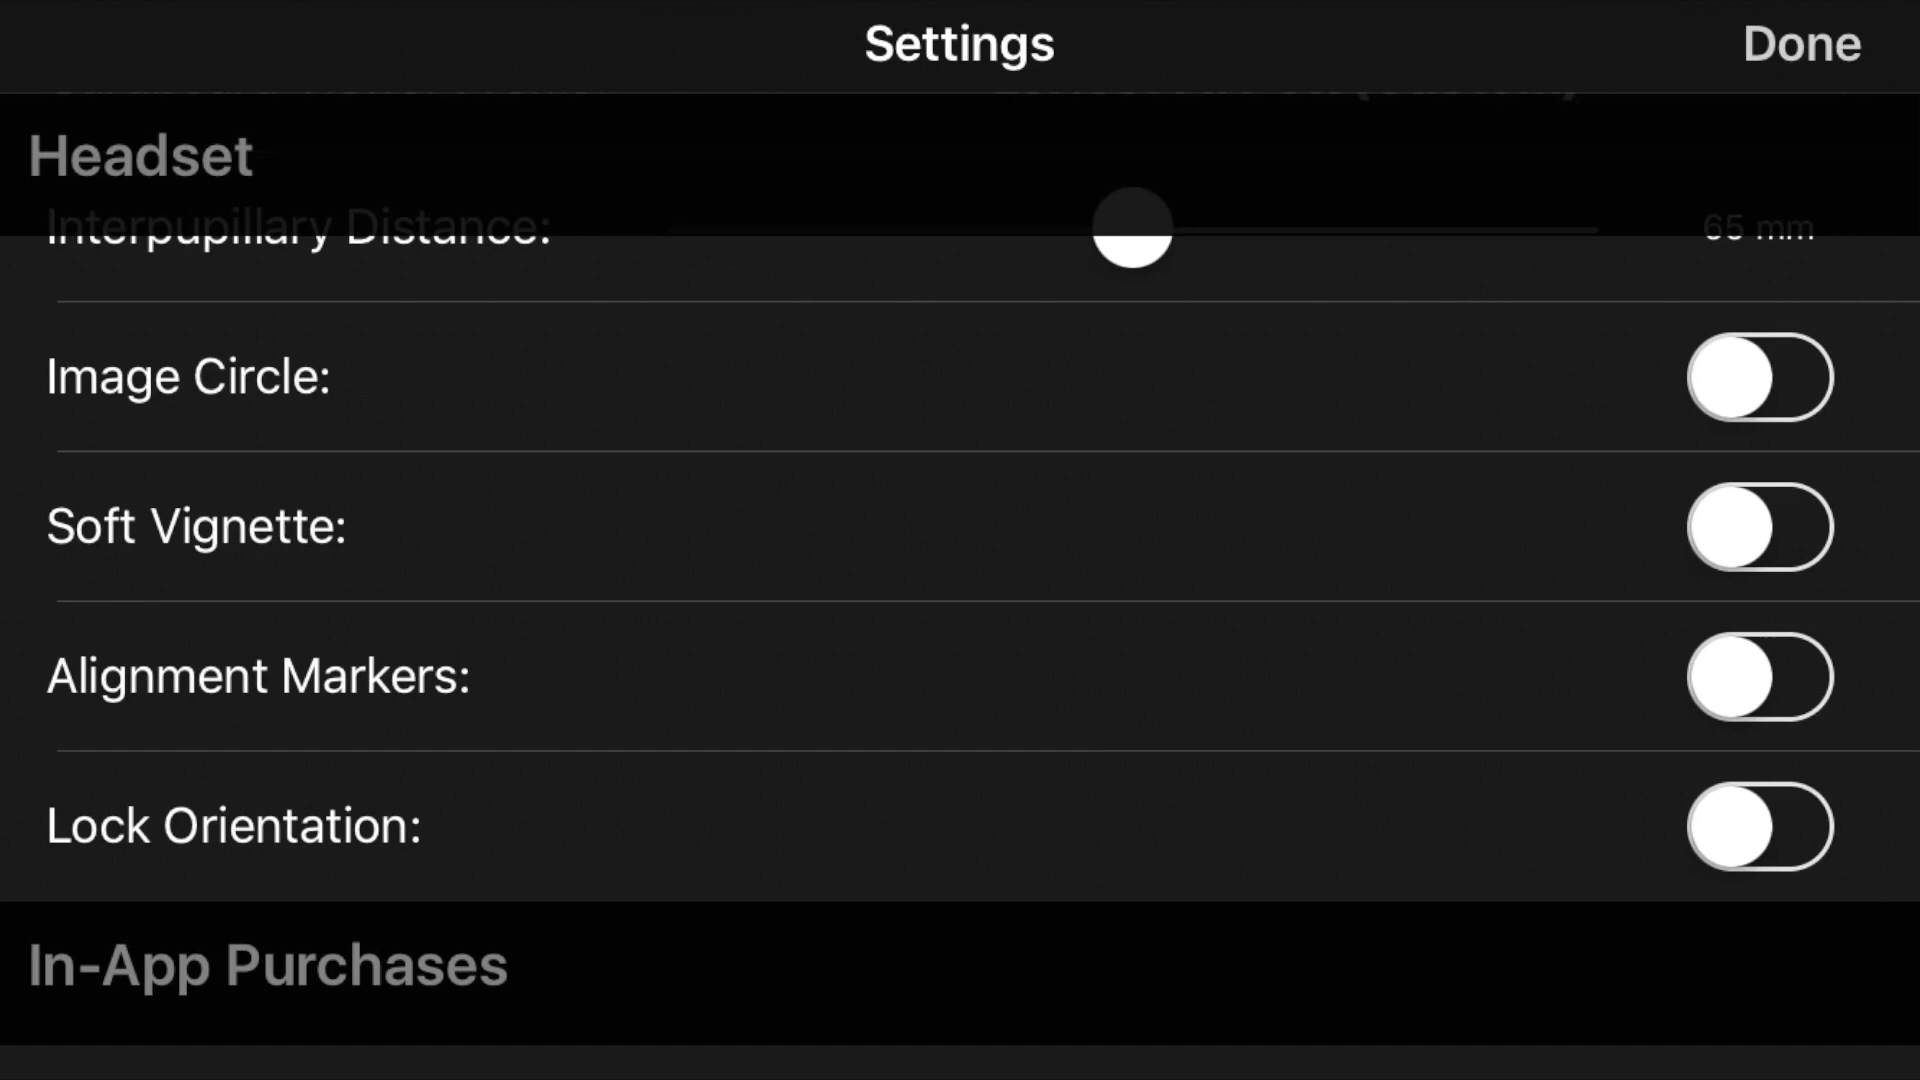 Settings
Done
Headset
Interpupillary Distance:
65 mm
Image Circle:
Soft Vignette:
Alignment Markers:
Lock Orientation:
In-App Purchases